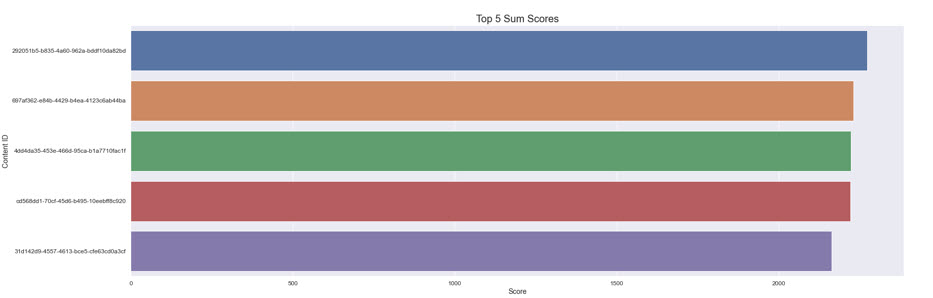 Top 5 Sum Scores
292051b5-b835-4a60-962a-bddf10da82bd
697af362-e84b-4429-b4ea-4123c6ab44ba
4dd4da35-453e-466d-95ca-b1a7710fac1f
cd568dd1-70cf-45d6-b495-10eebff8c920
31d142d9-4557-4613-bce5-cfe63cd0a3cf
Content ID
0 500 1000 1500 2000
Score